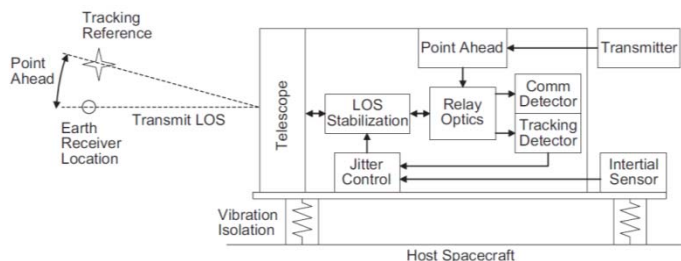 Tracking
Reference
Point
Ahead
Transmit LOS
Earth
Receiver
Location
Telescope
Point Ahead
Transmitter
LOS
Stabilization
Relay
Optics
Comm
Detector
Tracking
Detector
Jitter
Control
Intertial
Sensor
Vibration
Isolation
Host Spacecraft